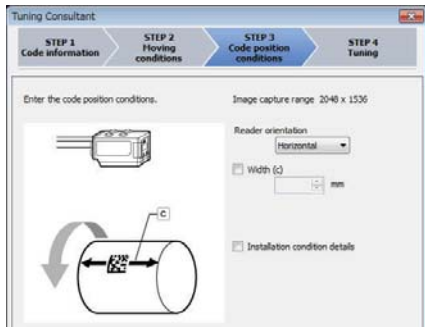 Tuning Consultant
STEP 1
Code information
STEP 2
Moving
conditions
STEP 3
Code position
conditions
STEP 4
Tuning
Enter the code position conditions.
Image capture range 2048 x 1536
Reader orientation
Horizontal
Width (c)
mm
Installation condition details
C